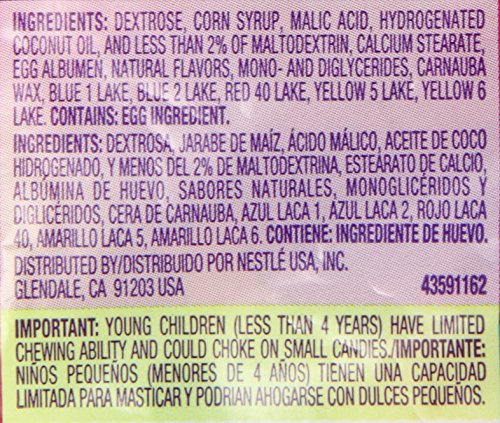 INGREDIENTS: DEXTROSE, CORN SYRUP, MALIC ACID, HYDROGENATED
COCONUT OIL, AND LESS THAN 2% OF MALTODEXTRIN, CALCIUM STEARATE,
EGG ALBUMEN, NATURAL FLAVORS, MONO- AND DIGLYCERIDES, CARNAUBA
WAX, BLUE 1 LAKE, BLUE 2 LAKE, RED 40 LAKE, YELLOW 5 LAKE, YELLOW 6
LAKE. CONTAINS: EGG INGREDIENT.
INGREDIENTS: DEXTROSA, JARABE DE MAÍZ, ÁCIDO MÁLICO, ACEITE DE COCO
HIDROGENADO, Y MENOS DEL 2% DE MALTODEXTRINA, ESTEÁRATO DE CALCIO,
ALBÚMINA DE HUEVO, SABORES NATURALES, MONOGLICÉRIDOS Y
DIGLICÉRIDOS, CERA DE CARNAUBA, AZUL LACA 1, AZUL LACA 2, ROJO LACA
40, AMARILLO LACA 5, AMARILLO LACA 6. CONTIENE: INGREDIENTE DE HUEVO.
DISTRIBUTED BY/DISTRIBUIDO POR NESTLÉ USA, INC.
GLENDALE, CA 91203 USA 43591162
IMPORTANT: YOUNG CHILDREN (LESS THAN 4 YEARS) HAVE LIMITED
CHEWING ABILITY AND COULD CHOKE ON SMALL CANDIES./IMPORTANTE:
NIÑOS PEQUEÑOS (MENORES DE 4 AÑOS) TIENEN UNA CAPACIDAD
LIMITADA PARA MASTICAR Y PODRIAN AHOGARSE CON DULCES PEQUEÑOS.